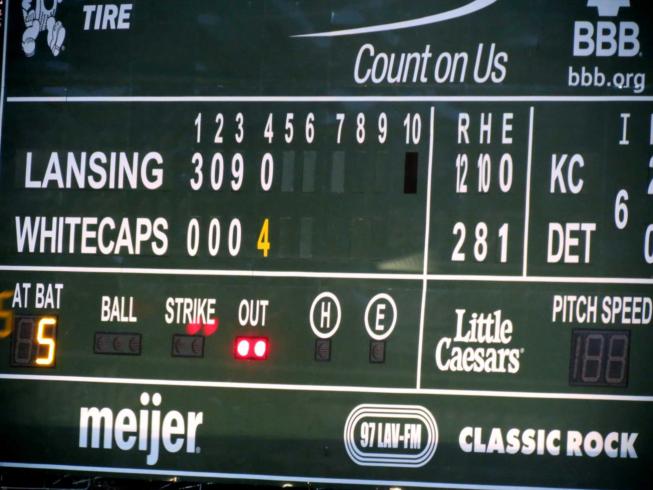 TIRE
Count on Us
BBB
bbb.org
1 2 3 4 5 6 7 8 9 10 R H E I
LANSING 3 0 9 0 12 10 0 KC
6
WHITECAPS 0 0 0 4 2 8 1 DET
AT BAT BALL STRIKE OUT H E PITCH SPEED
5
Little
Caesars
meijer 97 LAV-FM CLASSIC ROCK